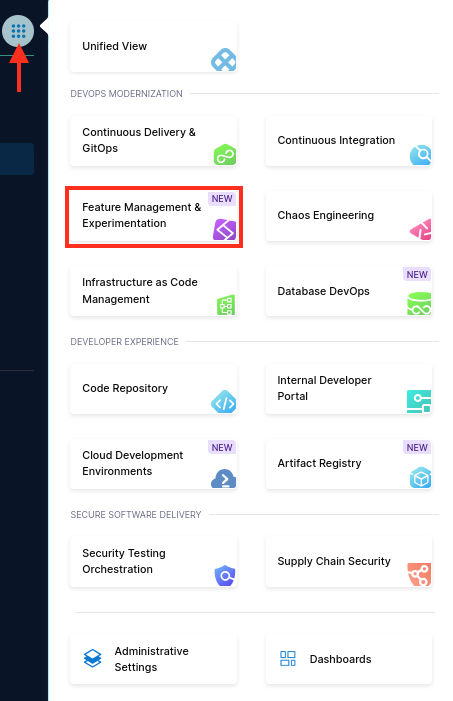 Unified View
DEVOPS MODERNIZATION
Continuous Delivery &
GitOps
Continuous Integration
NEW
Feature Management &
Experimentation
Chaos Engineering
Infrastructure as Code
Management
NEW
Database DevOps
DEVELOPER EXPERIENCE
Code Repository
Internal Developer
Portal
NEW
Cloud Development
Environments
NEW
Artifact Registry
SECURE SOFTWARE DELIVERY
Security Testing
Orchestration
Supply Chain Security
Administrative
Settings
Dashboards